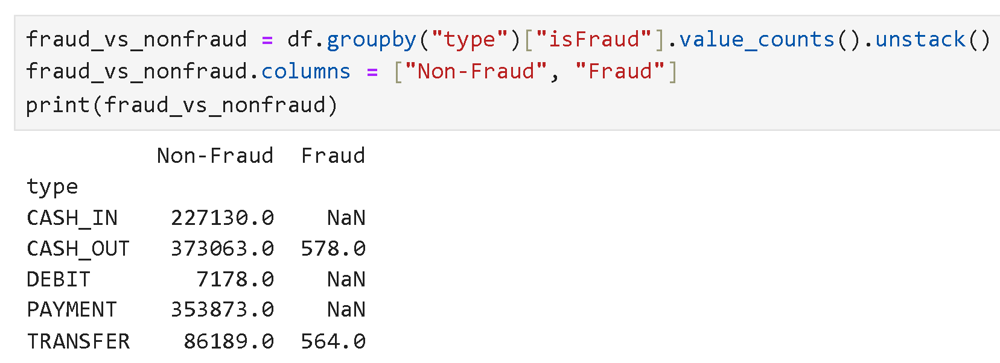 fraud_vs_nonfraud = df.groupby("type")["isFraud"].value_counts().unstack()
fraud_vs_nonfraud.columns = ["Non-Fraud", "Fraud"]
print(fraud_vs_nonfraud)
Non-Fraud Fraud
type
CASH_IN 227130.0 NaN
CASH_OUT 373063.0 578.0
DEBIT 7178.0 NaN
PAYMENT 353873.0 NaN
TRANSFER 86189.0 564.0